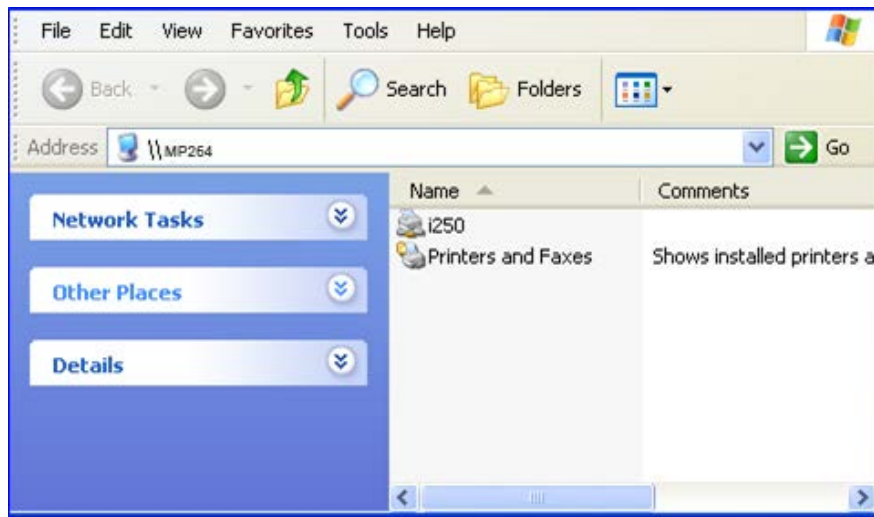 File Edit View Favorites Tools Help
Back Search Folders
Address \\MP264 Go
Name Comments
Network Tasks
i250
Printers and Faxes Shows installed printers a
Other Places
Details